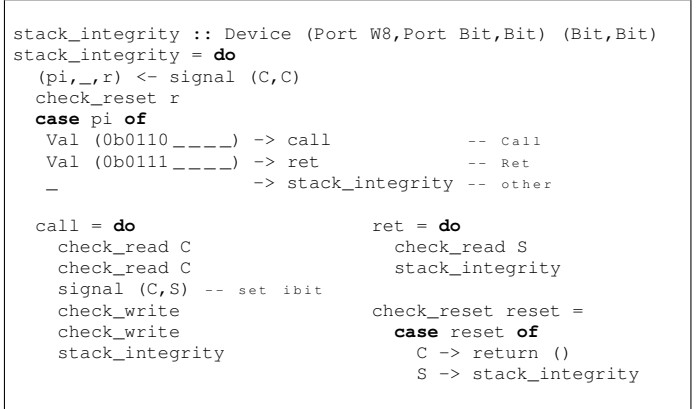 stack_integrity :: Device (Port W8,Port Bit,Bit) (Bit,Bit)
stack_integrity = do
  (pi,_,r) <- signal (C,C)
  check_reset r
  case pi of
   Val (0b0110____) -> call          -- Call
   Val (0b0111____) -> ret           -- Ret
   _                -> stack_integrity -- other
  call = do
    check_read C
    check_read C
    signal (C,S) -- set ibit
    check_write
    check_write
    stack_integrity
  ret = do
    check_read S
    stack_integrity
  check_reset reset =
    case reset of
      C -> return ()
      S -> stack_integrity